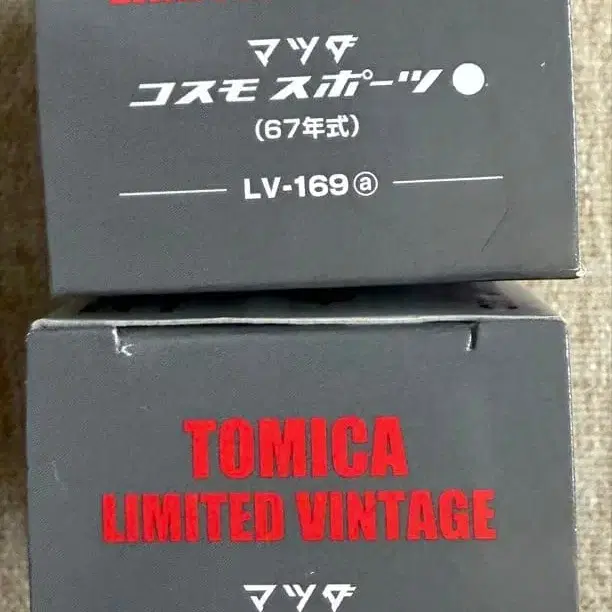 マツダ
コスモ スポーツ
(67年式)
LV-169ⓐ
TOMICA
LIMITED VINTAGE
マツダ